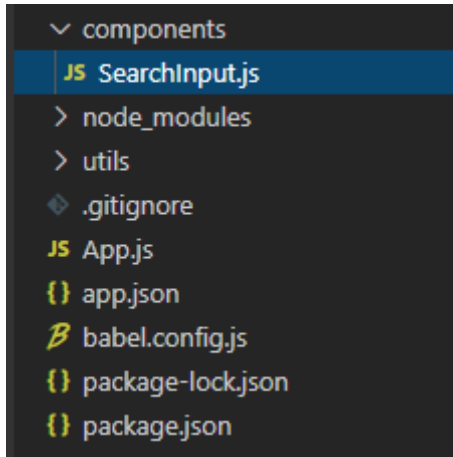 components
JS SearchInput.js
node_modules
utils
.gitignore
JS App.js
{} app.json
B babel.config.js
{} package-lock.json
{} package.json